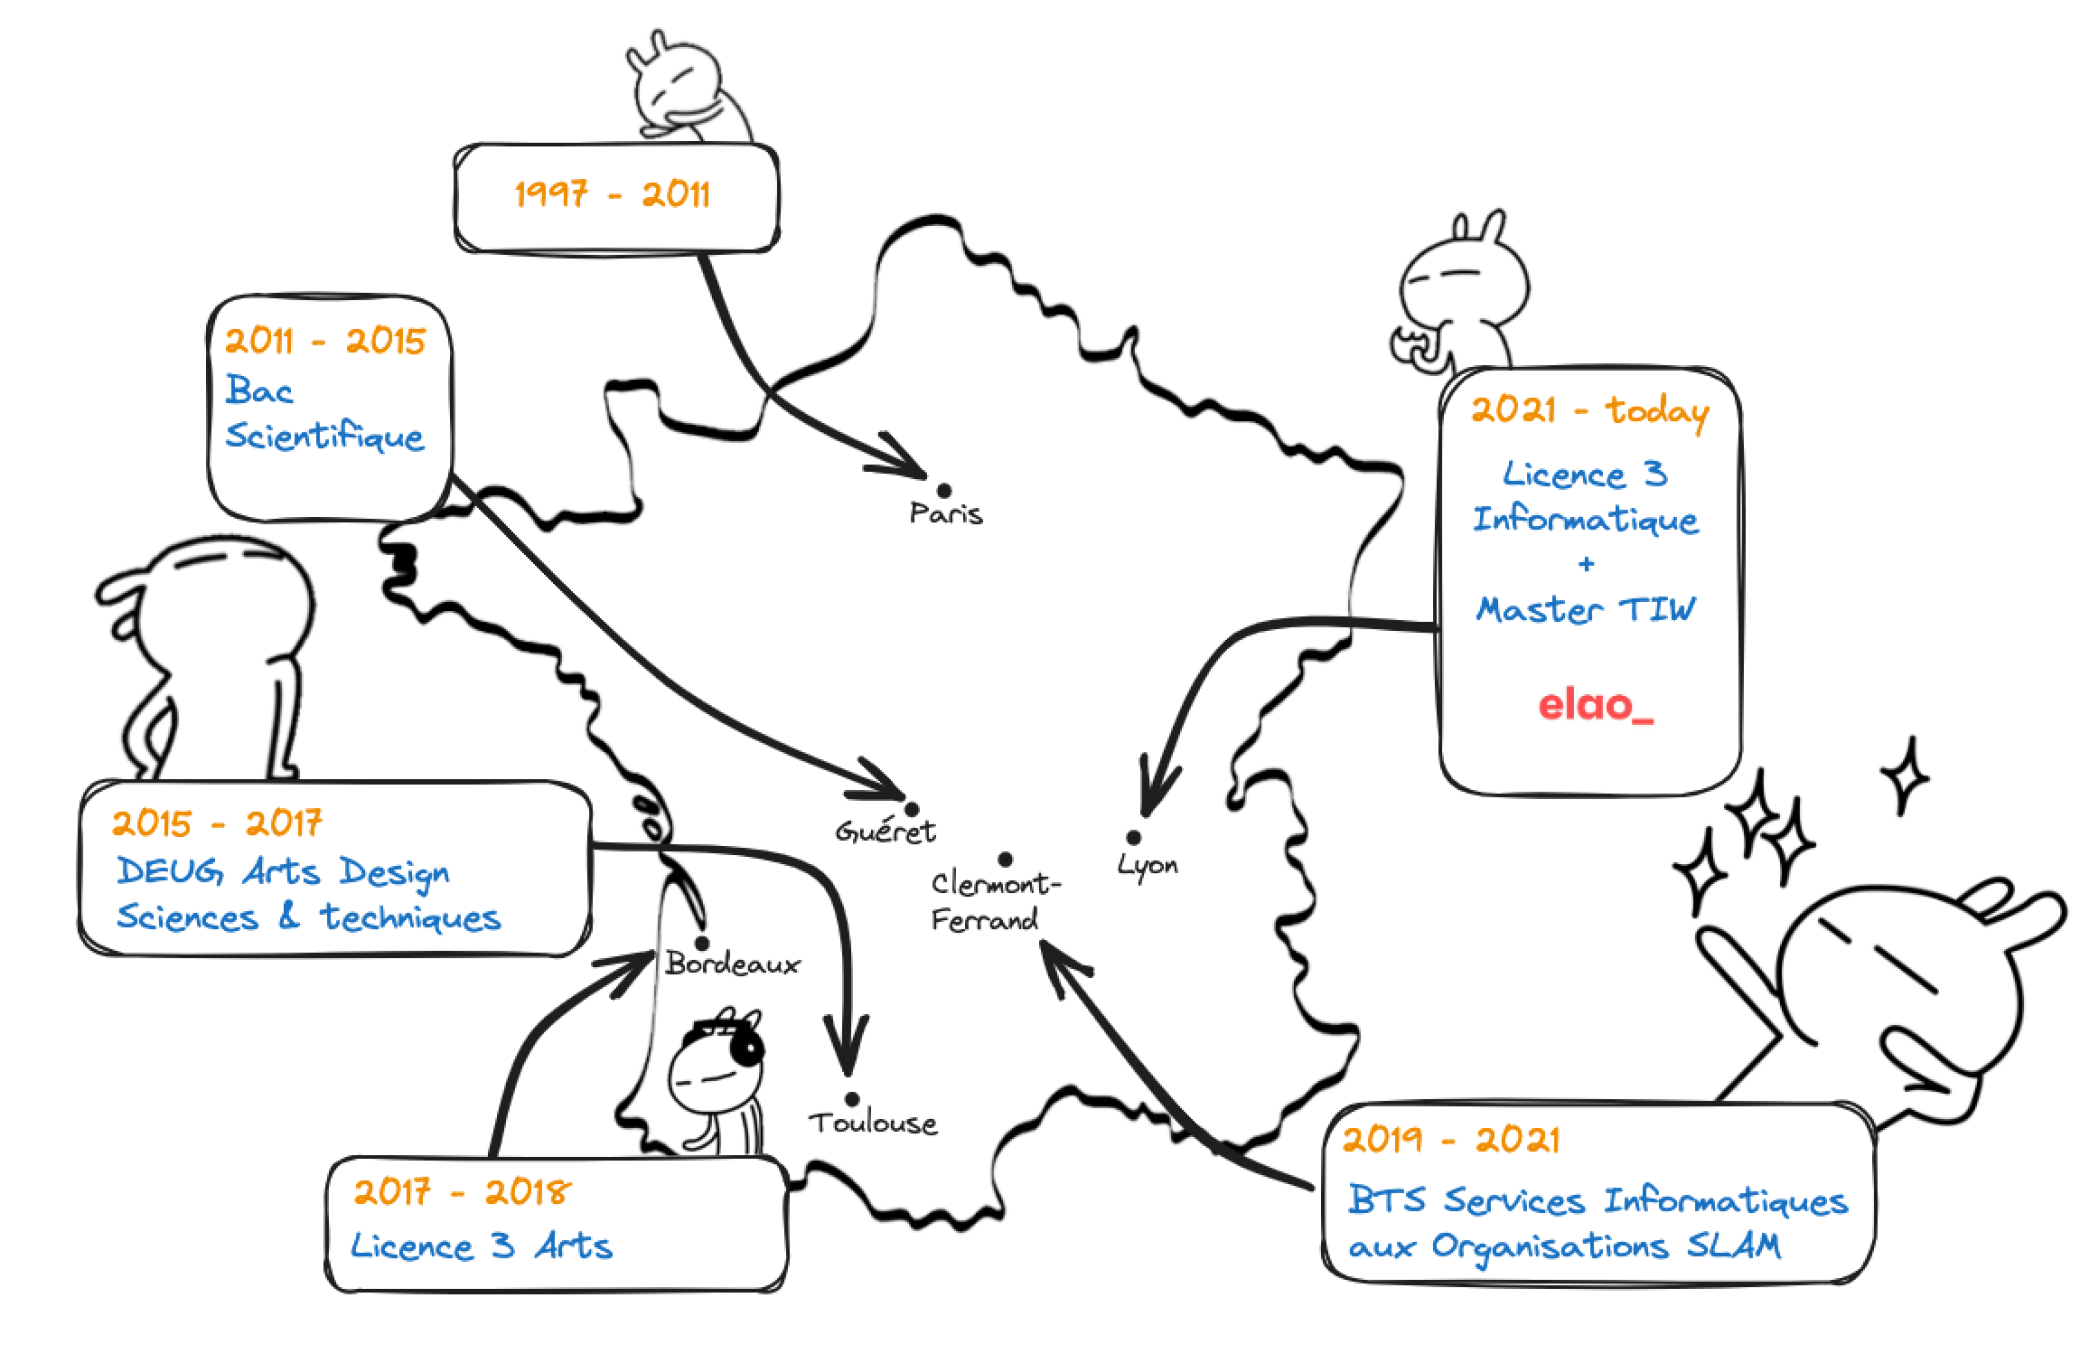 1997 - 2011
2011 - 2015
Bac
Scientifique
2021 - today
Licence 3
Informatique
+
Master TIW
elao_
Paris
2015 - 2017
DEUG Arts Design
Sciences & techniques
Guéret
Clermont-
Ferrand
Lyon
Bordeaux
Toulouse
2017 - 2018
Licence 3 Arts
2019 - 2021
BTS Services Informatiques
aux Organisations SLAM